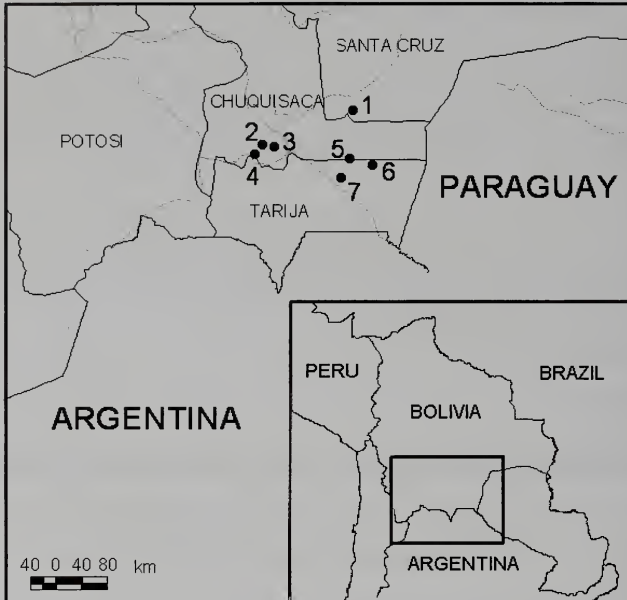 SANTA CRUZ
CHUQUISACA
1
POTOSI
2
3
4
5
6
7
PARAGUAY
TARIJA
ARGENTINA
PERU
BRAZIL
BOLIVIA
ARGENTINA
40 0 40 80 km